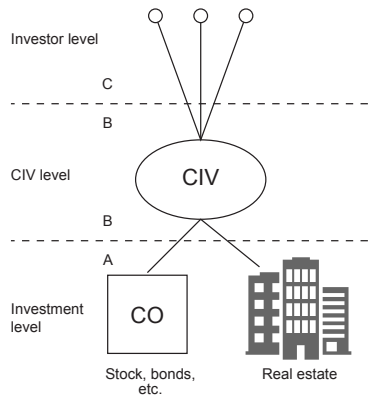 Investor level
C
B
CIV level
CIV
B
A
Investment
level
CO
Stock, bonds,
etc.
Real estate